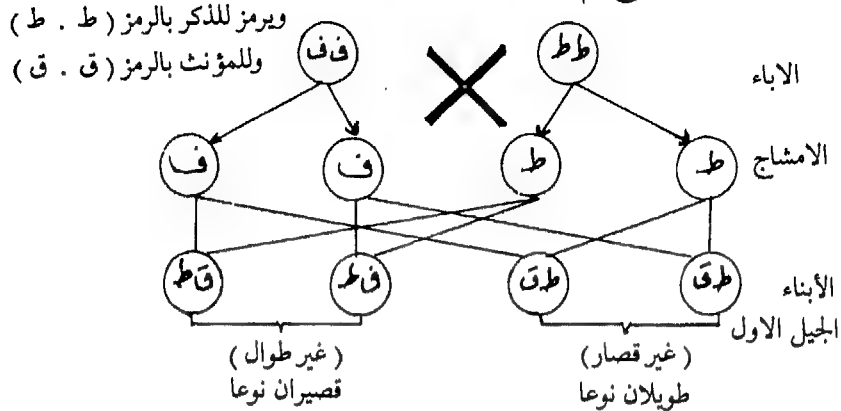 ويرمز للذكر بالرمز ( ط . ط )
وللمؤنث بالرمز ( ق . ق )
الاباء
ط ط
ف ف
الامشاج
ط
ط
ف
ف
الأبناء
الجيل الاول
ط ق
ط ق
ف ط
ق ط
( غير قصار )
طويلان نوعا
( غير طوال )
قصيران نوعا